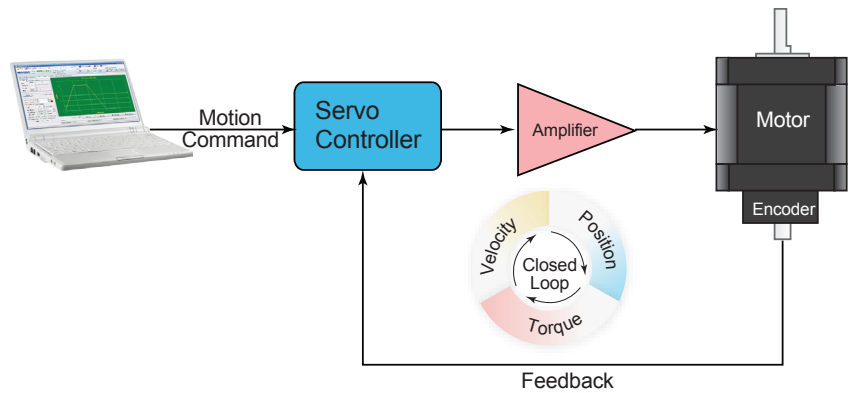 Motion
Command
Servo
Controller
Amplifier
Motor
Encoder
Velocity
Position
Torque
Closed
Loop
Feedback